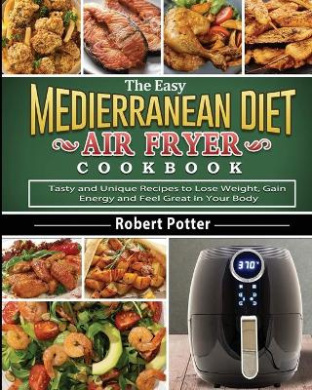 The Easy
MEDIERRANEAN DIET
AIR FRYER
COOKBOOK
Tasty and Unique Recipes to Lose Weight, Gain
Energy and Feel Great In Your Body
Robert Potter
370°